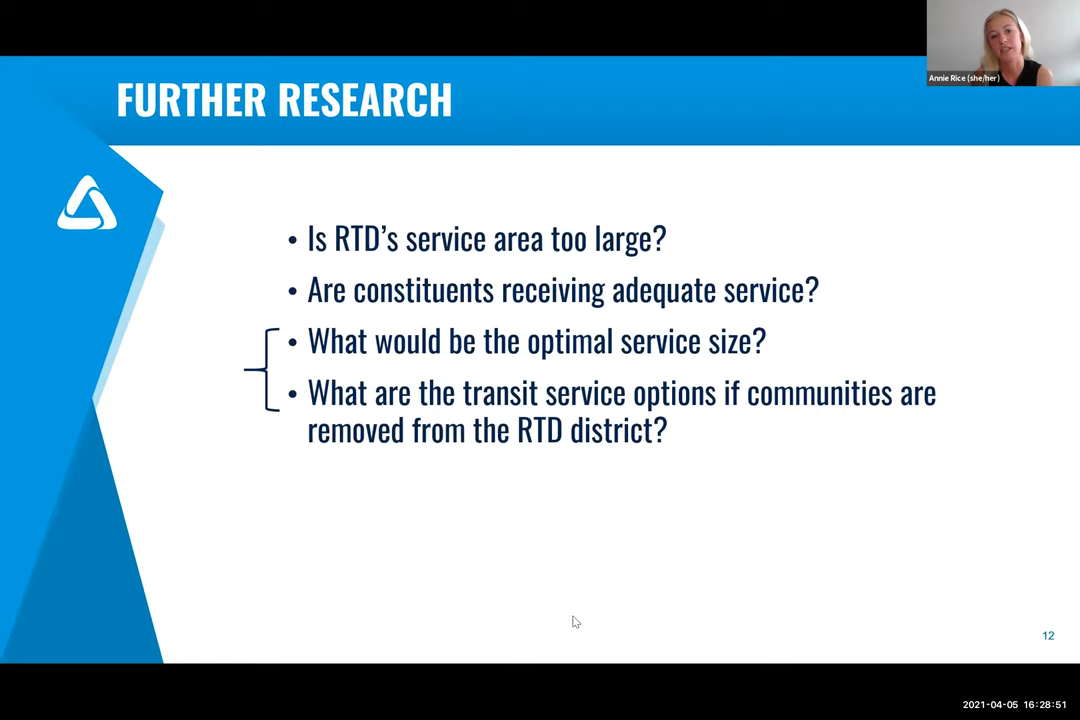 Annie Rice (she/her)
FURTHER RESEARCH
• Is RTD’s service area too large?
• Are constituents receiving adequate service?
• What would be the optimal service size?
• What are the transit service options if communities are
removed from the RTD district?
12
2021-04-05 16:28:51